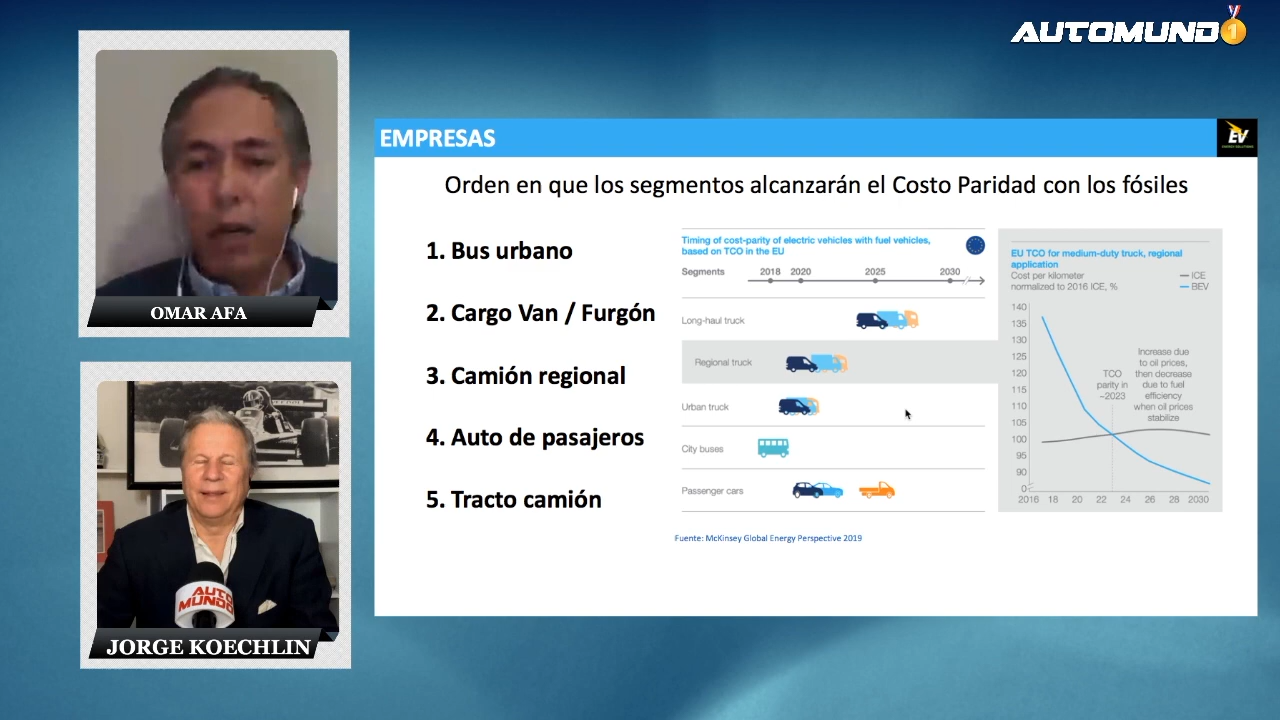 AUTOMUNDO 1
OMAR AFA
AUTO
MUNDO
JORGE KOECHLIN
EMPRESAS
EV
Orden en que los segmentos alcanzarán el Costo Paridad con los fósiles
1. Bus urbano
2. Cargo Van / Furgón
3. Camión regional
4. Auto de pasajeros
5. Tracto camión
Timing of cost-parity of electric vehicles with fuel vehicles,
based on TCO in the EU
Segments 2018 2020 2025 2030
Long-haul truck
Regional truck
Urban truck
City buses
Passenger cars
EU TCO for medium-duty truck, regional
application
Cost per kilometer
normalized to 2016 ICE, %
ICE
BEV
140
135
130
125
120
115
110
105
100
95
90
0
TCO
parity in
~2023
Increase due
to oil prices,
then decrease
due to fuel
efficiency
when oil prices
stabilize
2016 18 20 22 24 26 28 2030
Fuente: McKinsey Global Energy Perspective 2019